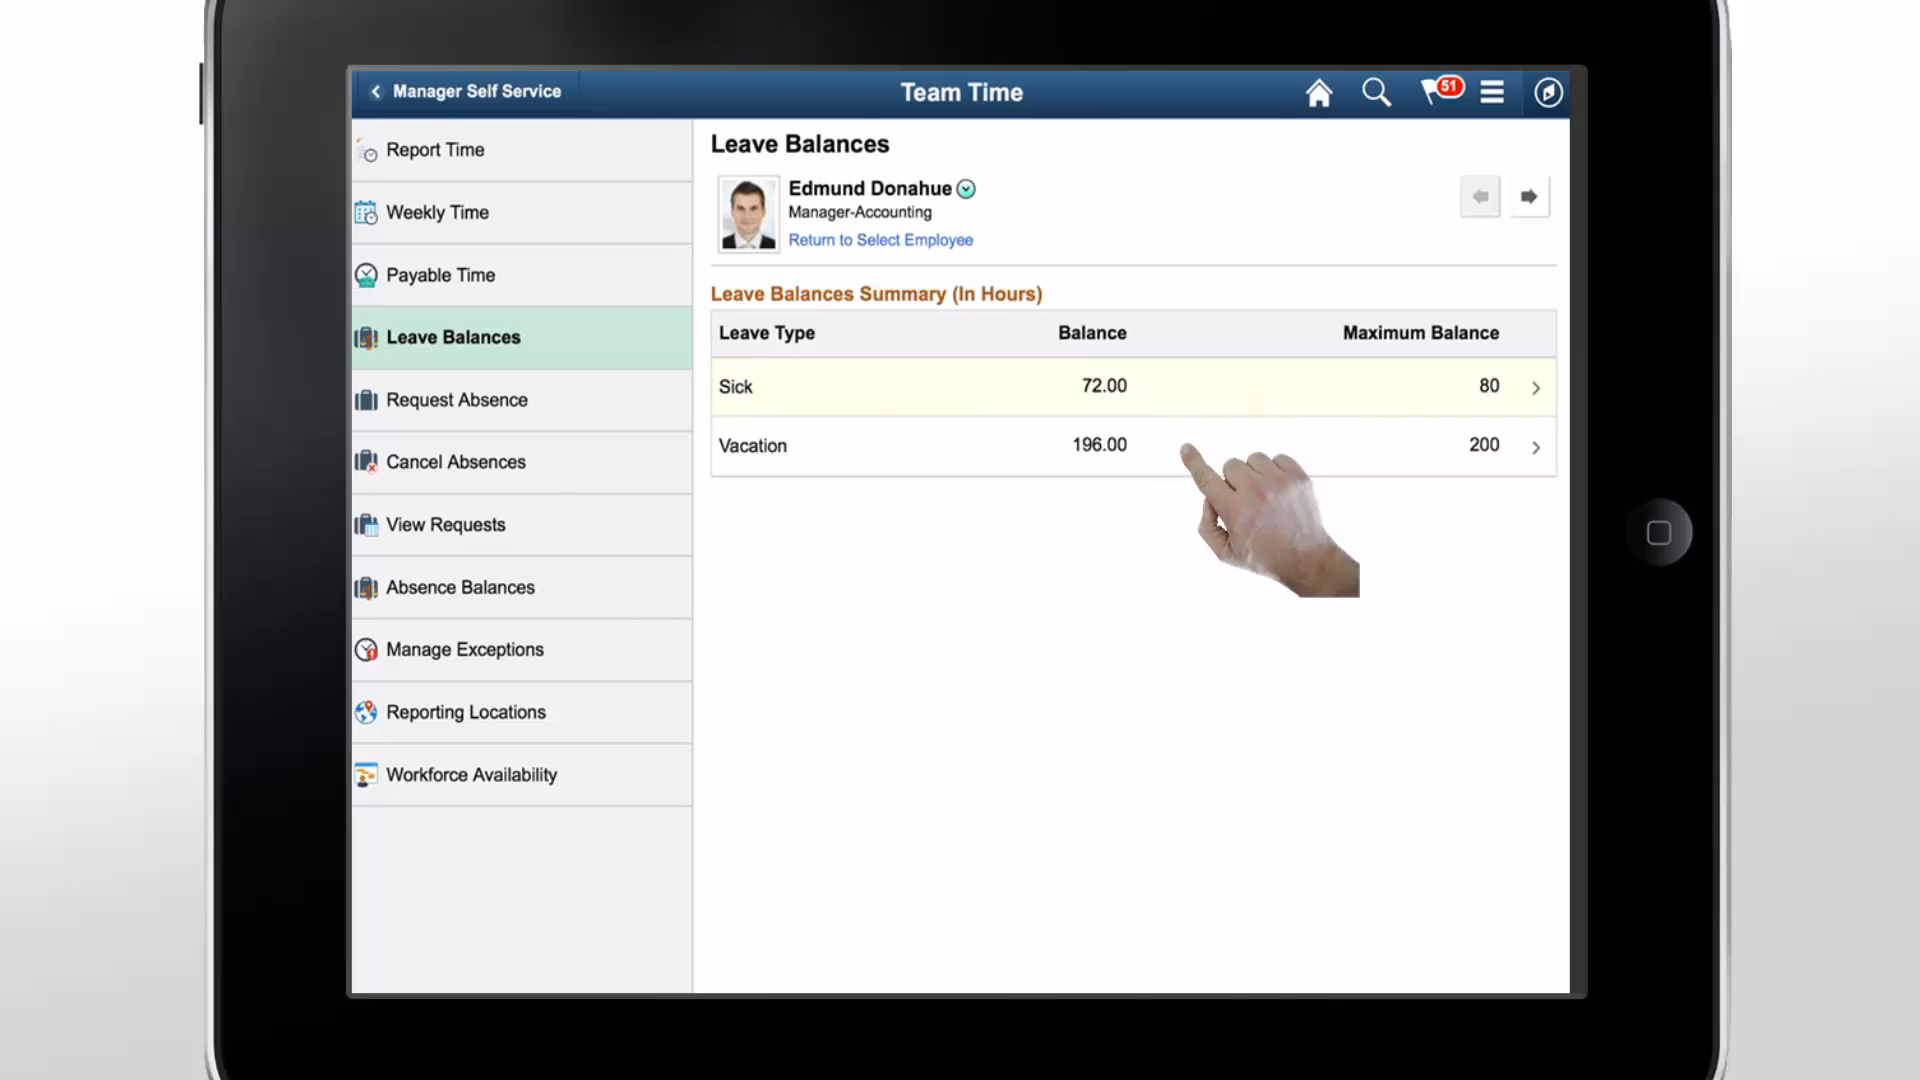 Manager Self Service
Team Time
51
Report Time
Weekly Time
Payable Time
Leave Balances
Request Absence
Cancel Absences
View Requests
Absence Balances
Manage Exceptions
Reporting Locations
Workforce Availability
Leave Balances
Edmund Donahue
Manager-Accounting
Return to Select Employee
Leave Balances Summary (In Hours)
Leave Type Balance Maximum Balance
Sick 72.00 80
Vacation 196.00 200